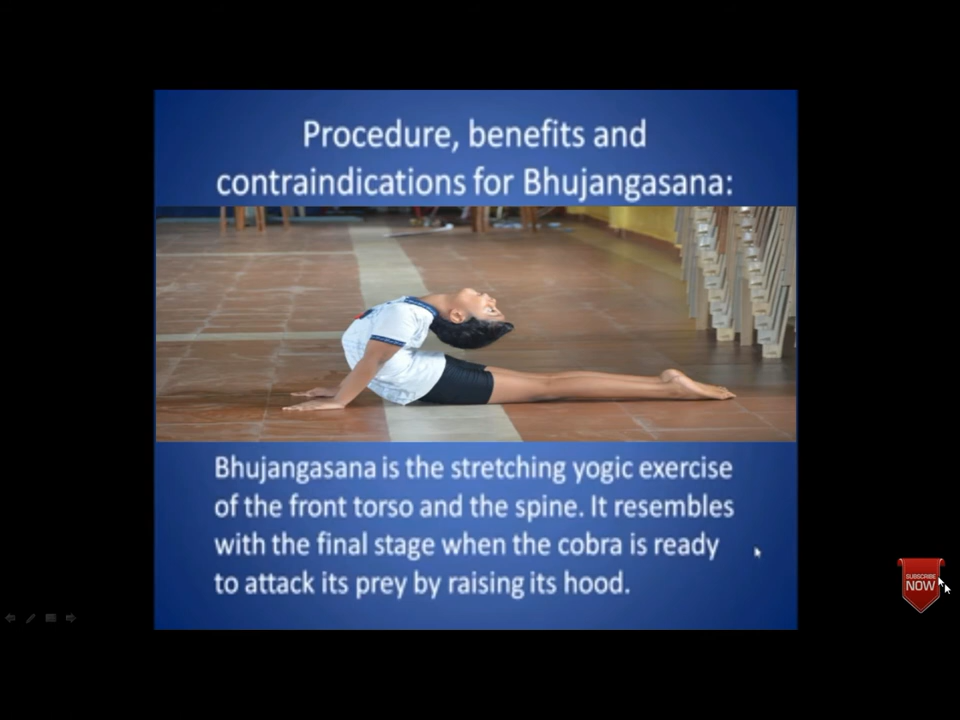 Procedure, benefits and
contraindications for Bhujangasana:
Bhujangasana is the stretching yogic exercise
of the front torso and the spine. It resembles
with the final stage when the cobra is ready
to attack its prey by raising its hood.
SUBSCRIBE
NOW